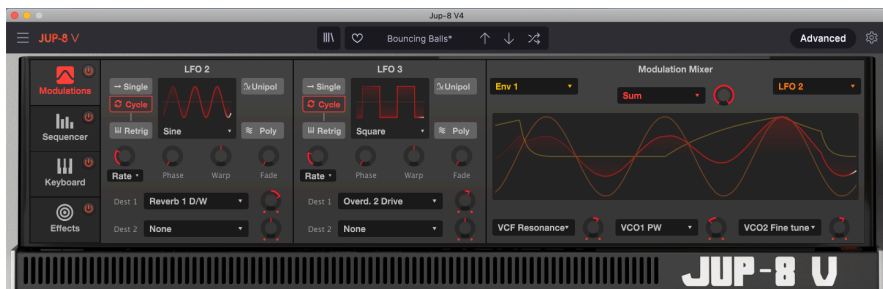 Jup-8 V4
JUP-8 V
Bouncing Balls*
Advanced
Modulations
Sequencer
Keyboard
Effects
LFO 2
Single
Unipol
Cycle
Retrig
Sine
Poly
Rate
Phase
Warp
Fade
Dest 1
Reverb 1 D/W
Dest 2
None
LFO 3
Single
Unipol
Cycle
Retrig
Square
Poly
Rate
Phase
Warp
Fade
Dest 1
Overd. 2 Drive
Dest 2
None
Modulation Mixer
Env 1
Sum
LFO 2
VCF Resonance
VCO1 PW
VCO2 Fine tune
JUP-8 V